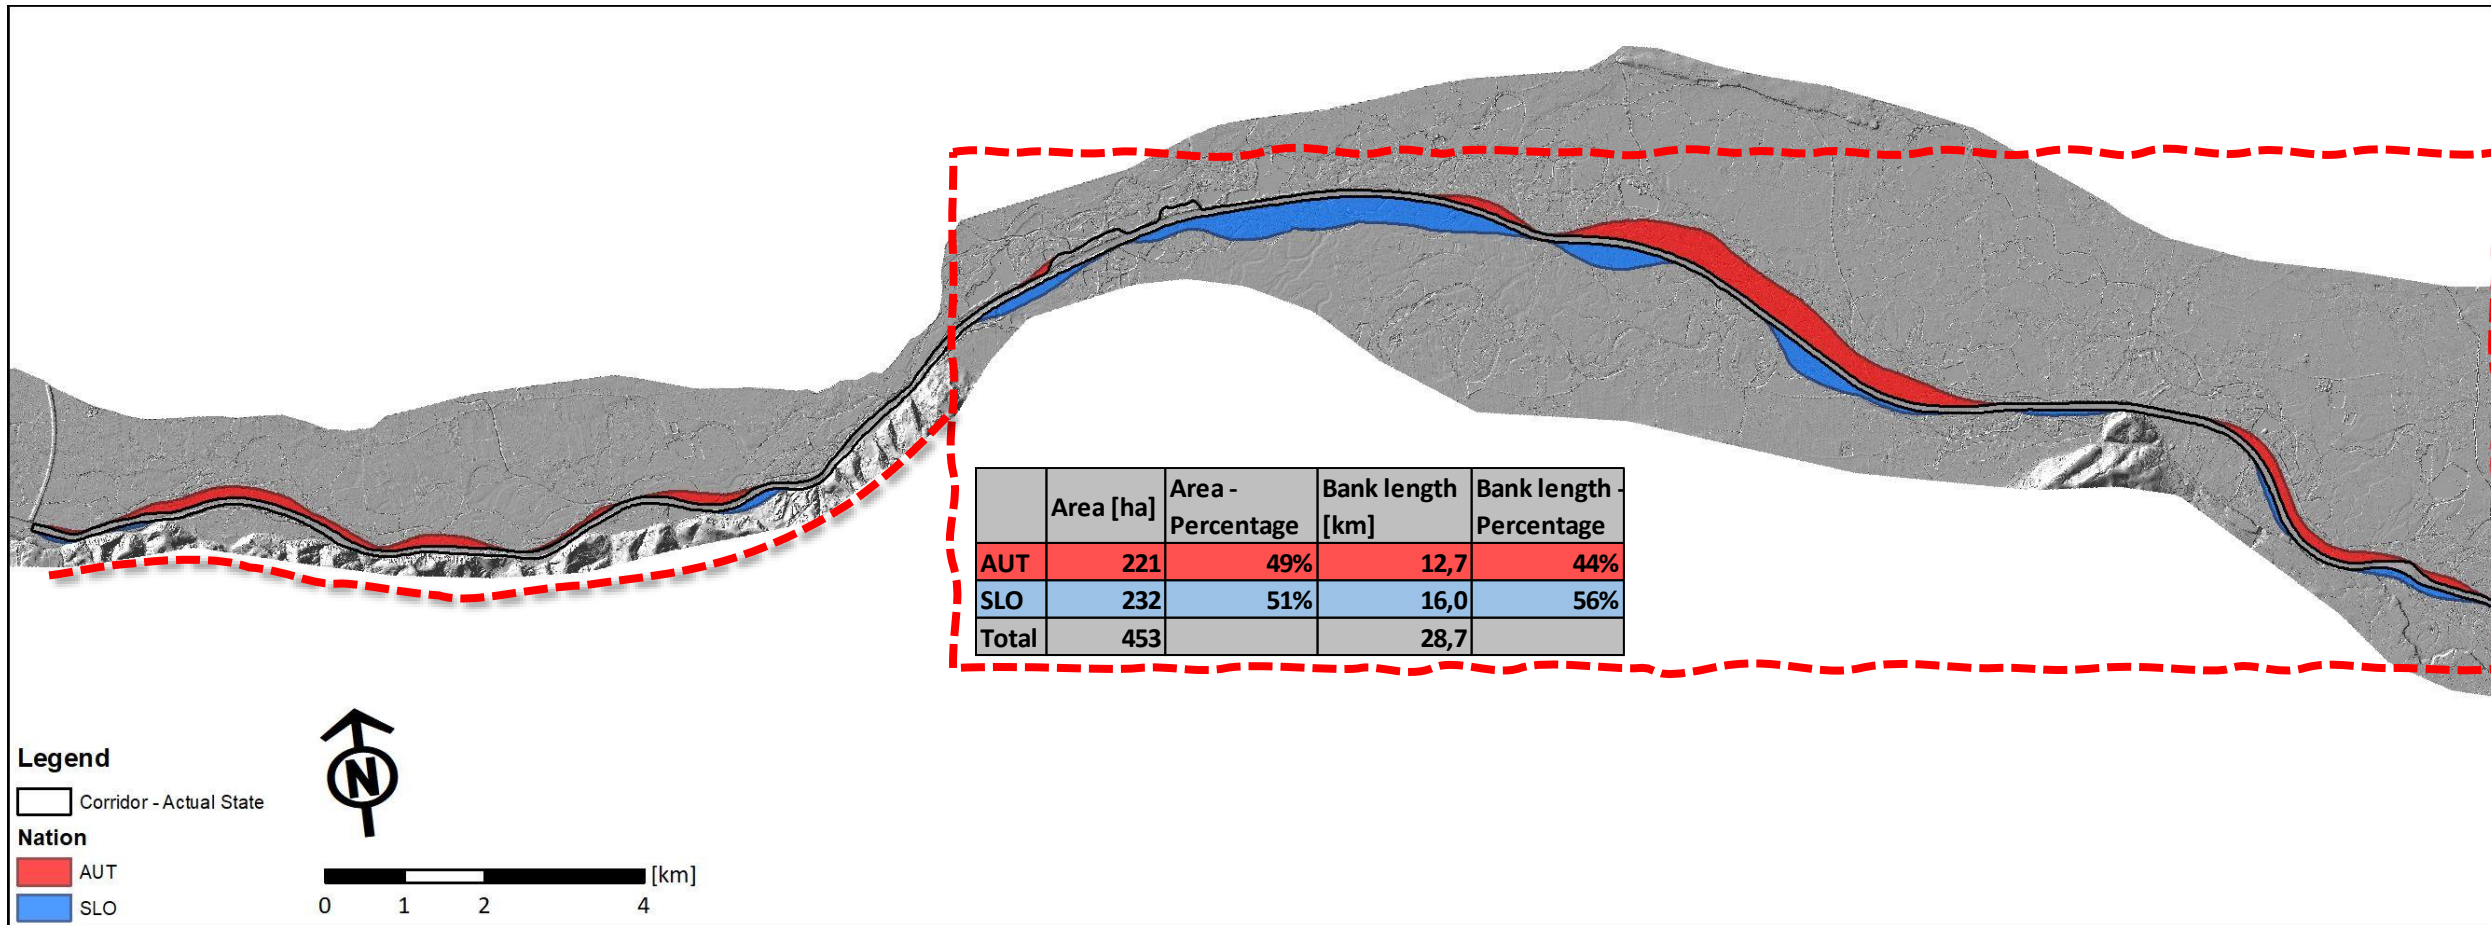 Area [ha] Area - Percentage Bank length [km] Bank length - Percentage
AUT 221 49% 12,7 44%
SLO 232 51% 16,0 56%
Total 453 28,7
Legend
Corridor - Actual State
Nation
AUT
SLO
N
[km]
0 1 2 4